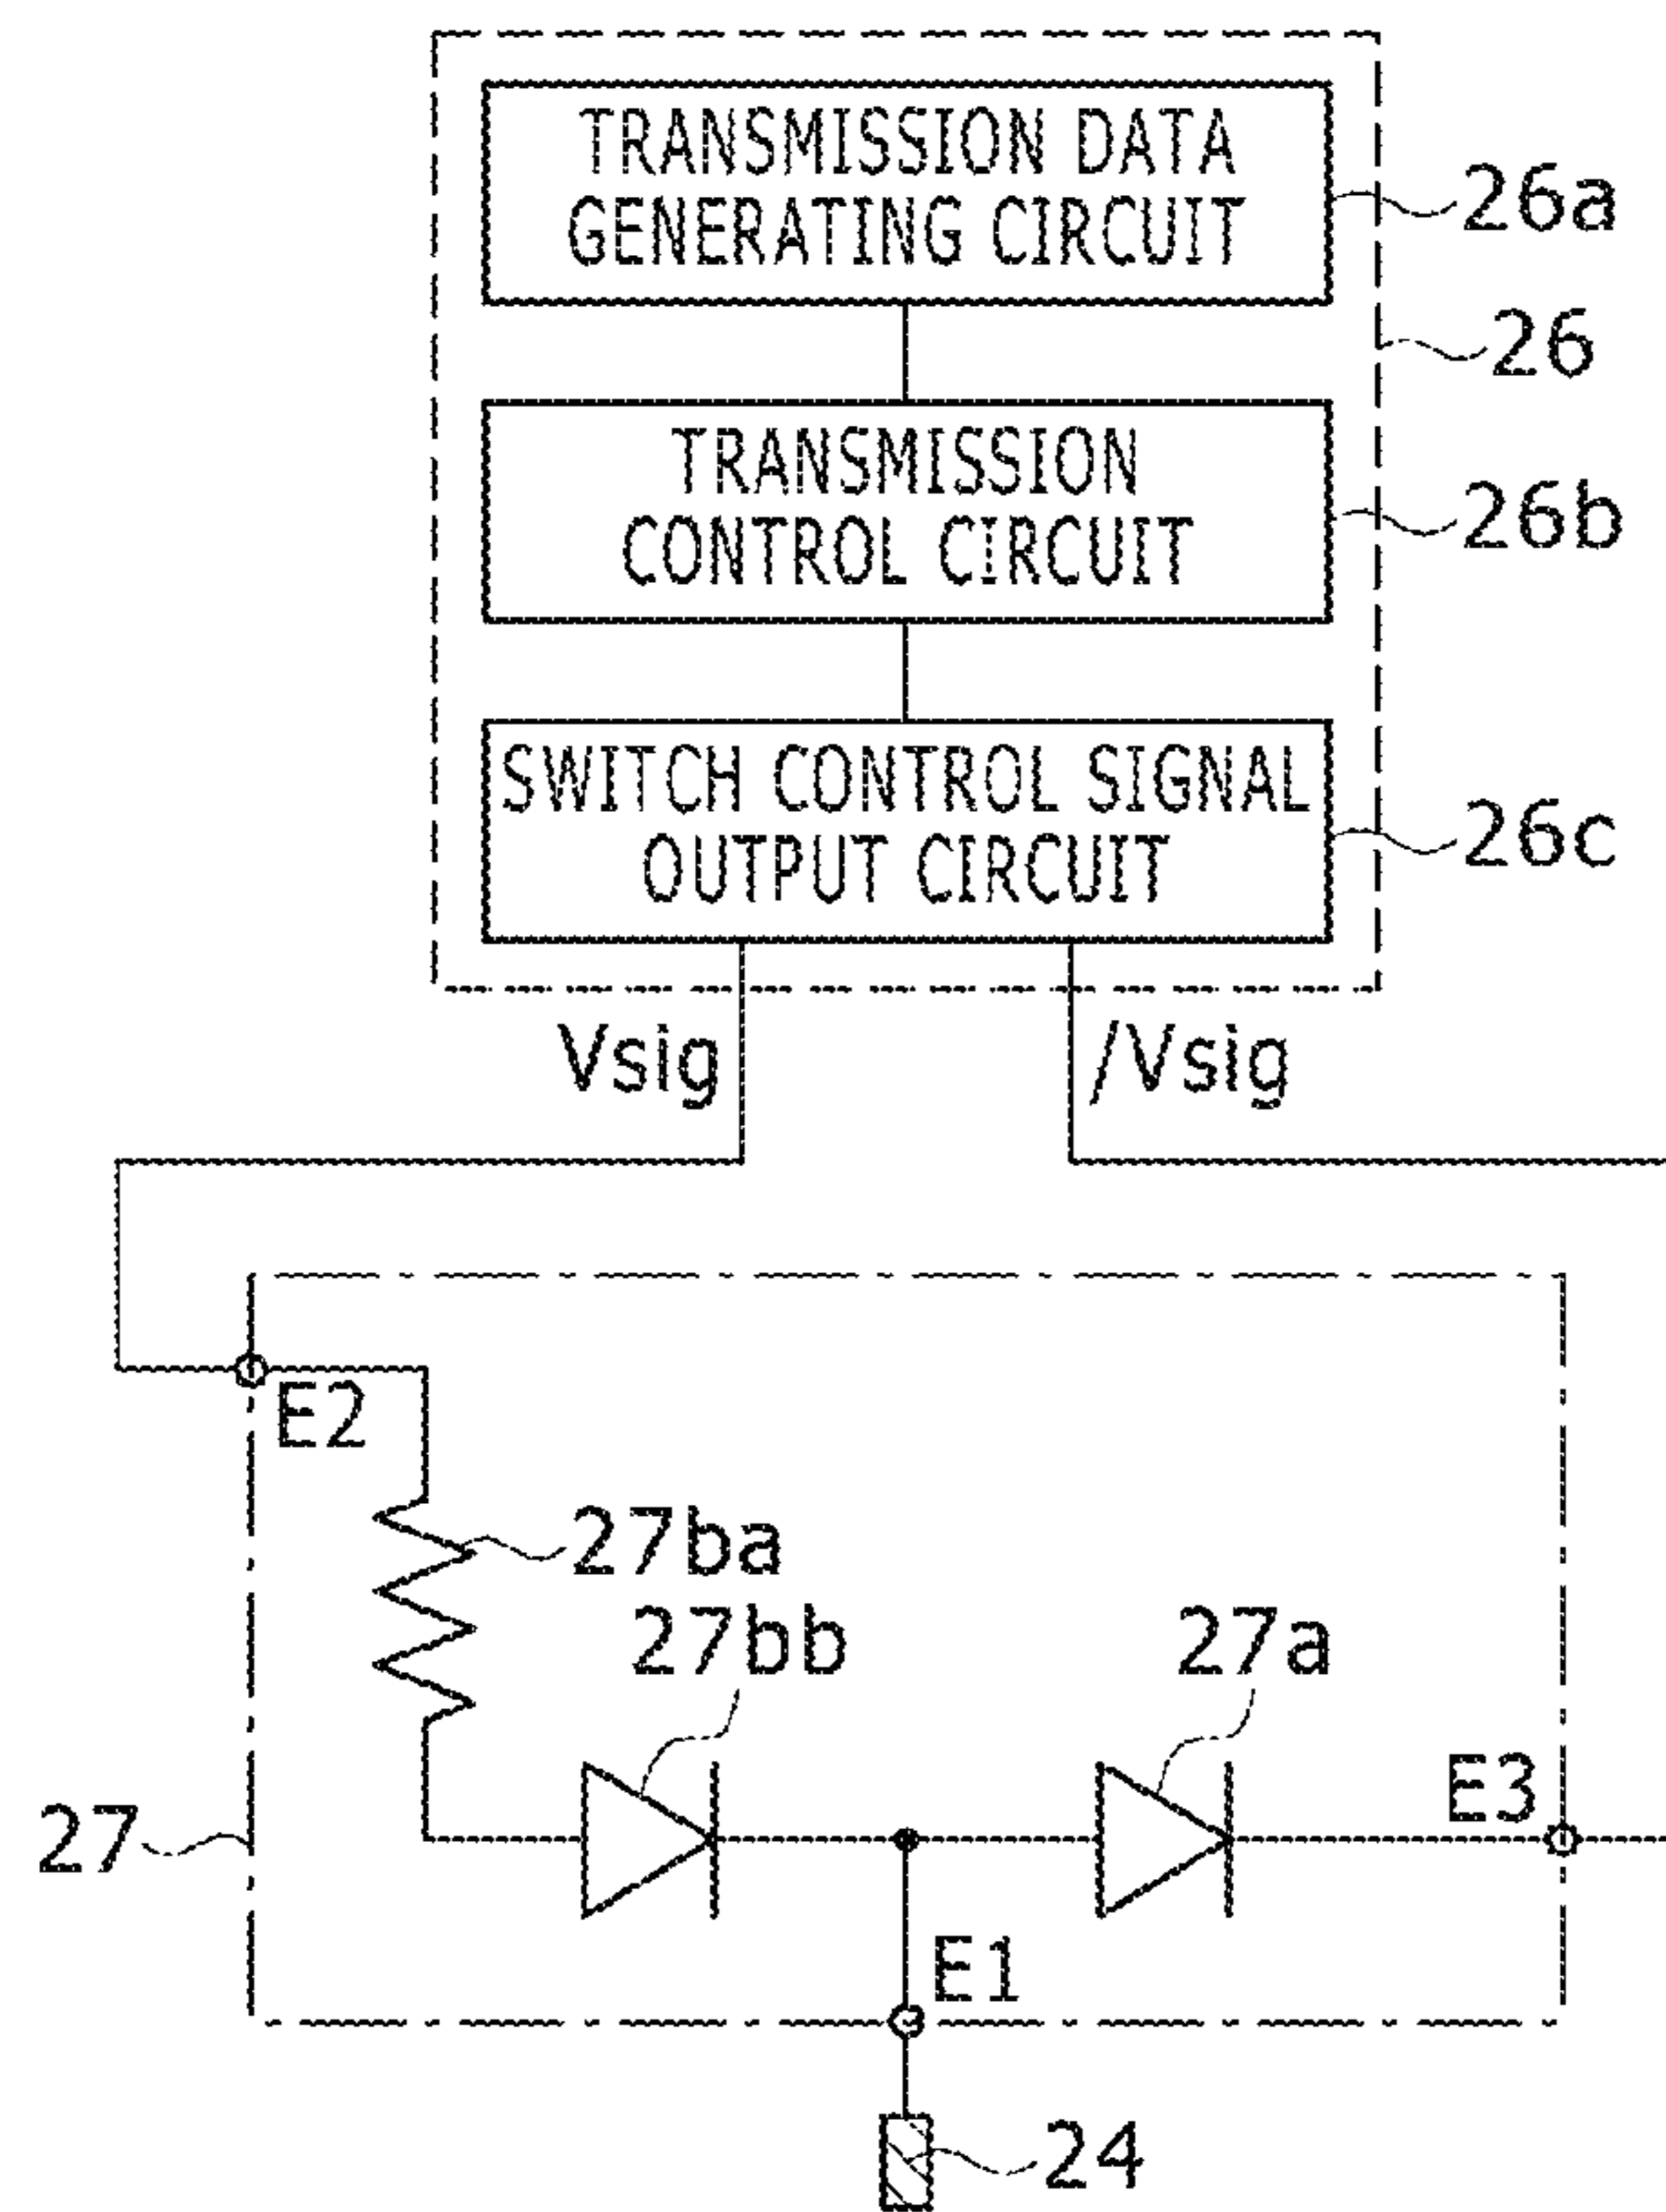 TRANSMISSION DATA
GENERATING CIRCUIT
26a
26
TRANSMISSION
CONTROL CIRCUIT
26b
SWITCH CONTROL SIGNAL
OUTPUT CIRCUIT
26c
Vsig
/Vsig
E2
27ba
27bb
27a
E3
27
E1
24